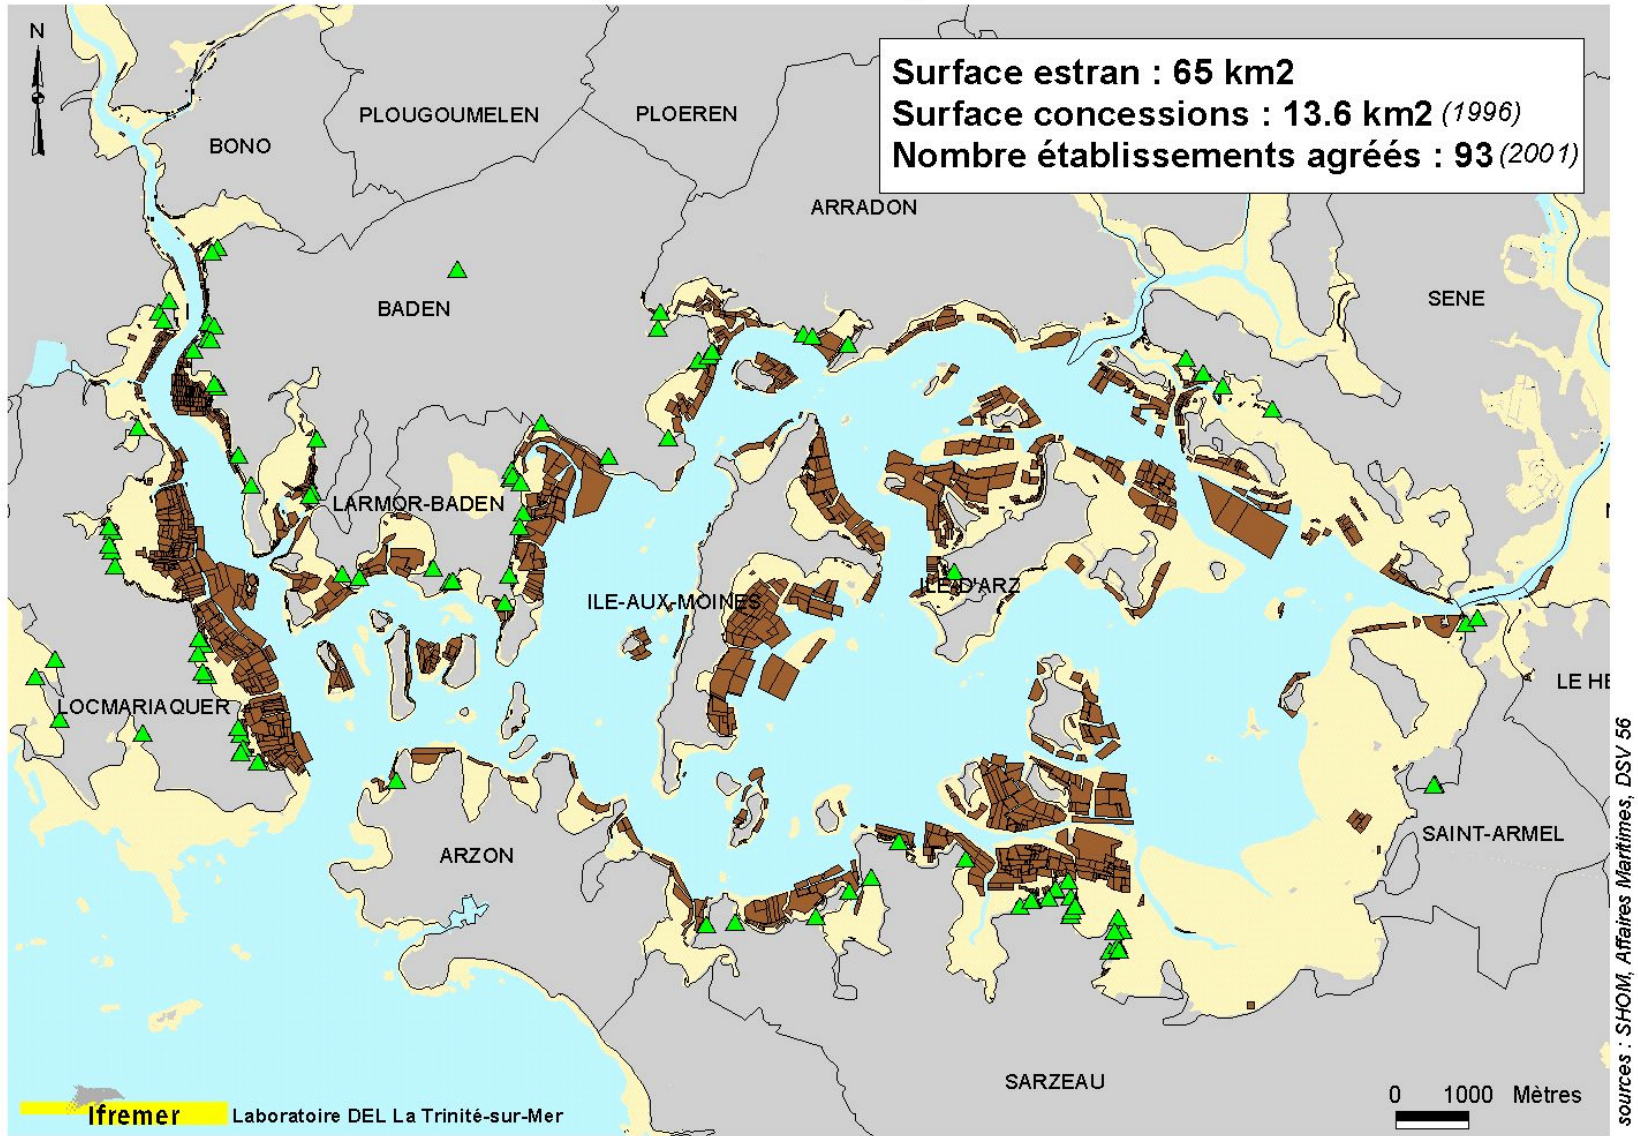 N
Surface estran : 65 km2
Surface concessions : 13.6 km2 (1996)
Nombre établissements agréés : 93 (2001)
PLOUGOUMELEN
PLOEREN
BONO
ARRADON
BADEN
SENE
LARMOR-BADEN
ILE-AUX-MOINES
ILE-D'ARZ
LE HE
LOCMARIAQUER
SAINT-ARMEL
ARZON
SARZEAU
0 1000 Mètres
Ifremer
Laboratoire DEL La Trinité-sur-Mer
sources : SHOM, Affaires Maritimes, DSV 56